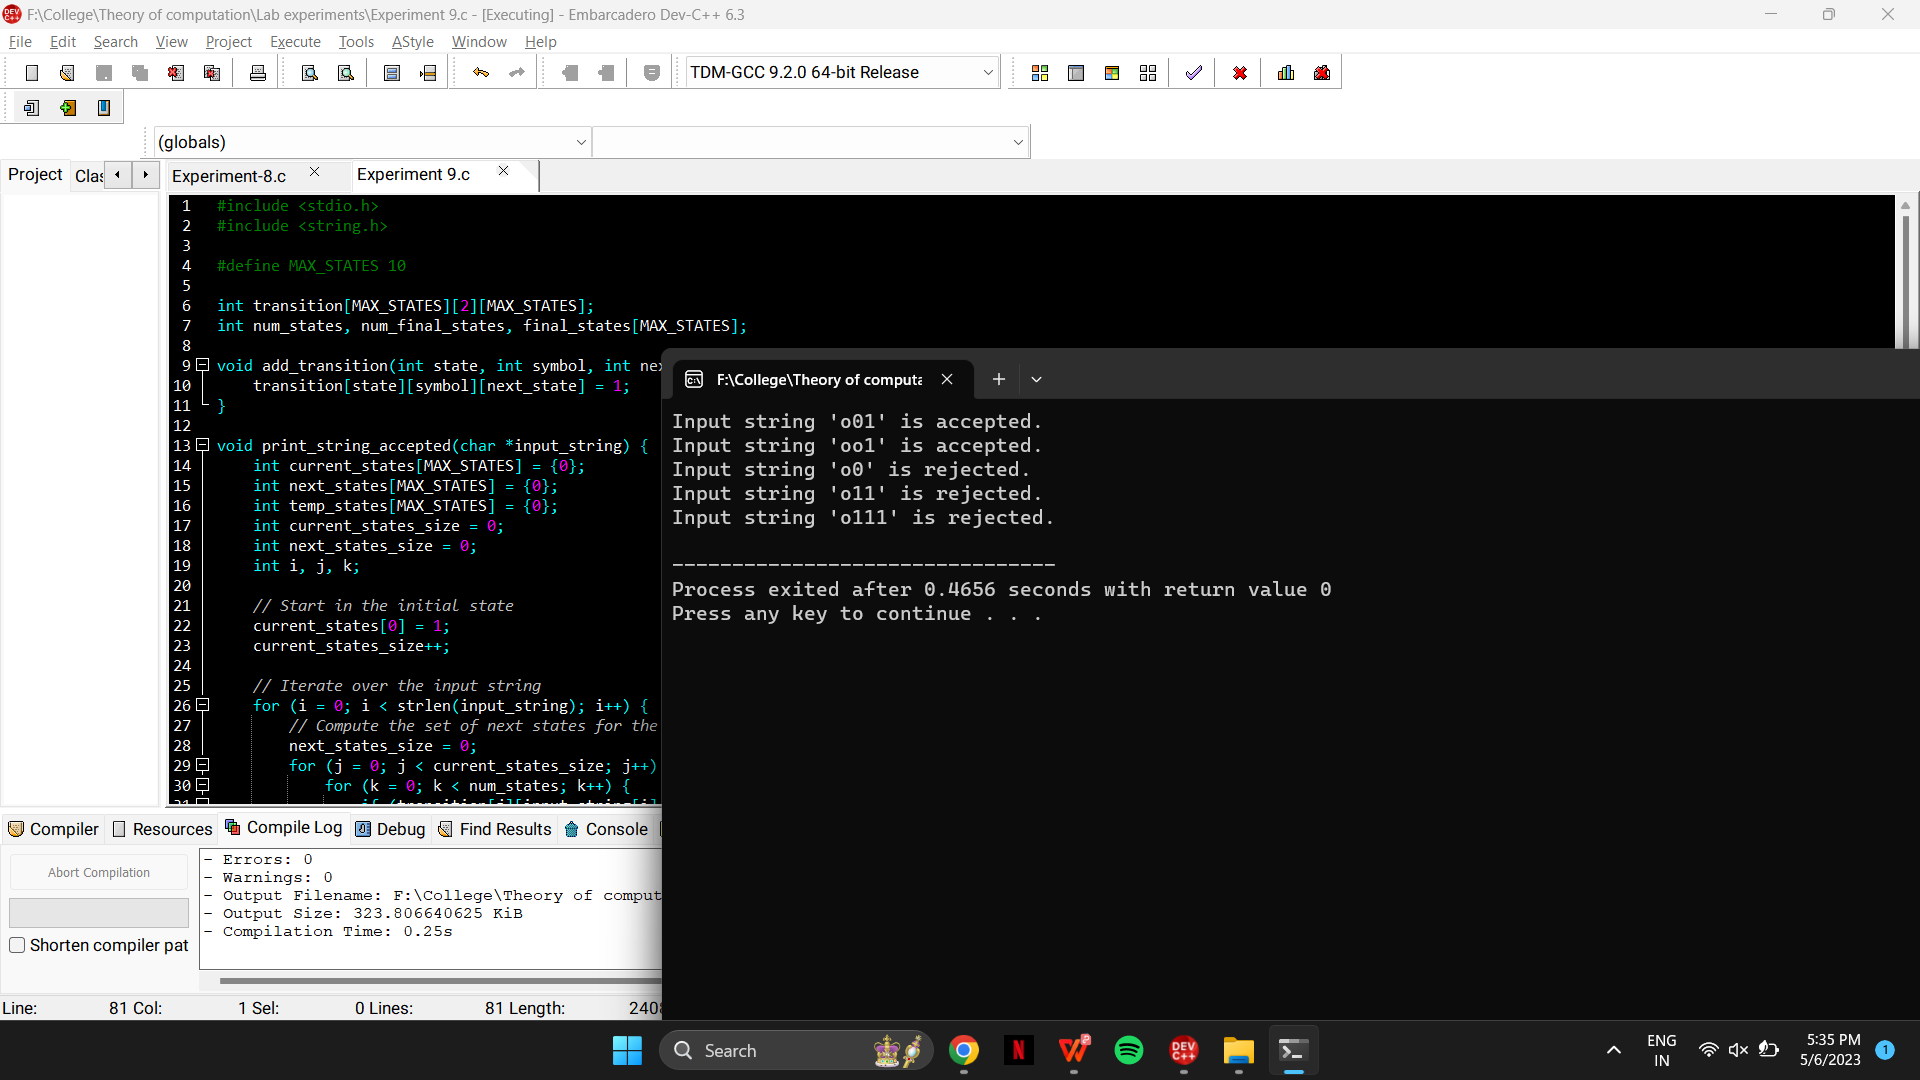 F:\College\Theory of computation\Lab experiments\Experiment 9.c - [Executing] - Embarcadero Dev-C++ 6.3
File Edit Search View Project Execute Tools AStyle Window Help
TDM-GCC 9.2.0 64-bit Release
(globals)
Project Clas Experiment-8.c Experiment 9.c
1 #include <stdio.h>
2 #include <string.h>
3
4 #define MAX_STATES 10
5
6 int transition[MAX_STATES][2][MAX_STATES];
7 int num_states, num_final_states, final_states[MAX_STATES];
8
9 void add_transition(int state, int symbol, int nex
10 transition[state][symbol][next_state] = 1;
11 }
12
13 void print_string_accepted(char *input_string) {
14 int current_states[MAX_STATES] = {0};
15 int next_states[MAX_STATES] = {0};
16 int temp_states[MAX_STATES] = {0};
17 int current_states_size = 0;
18 int next_states_size = 0;
19 int i, j, k;
20
21 // Start in the initial state
22 current_states[0] = 1;
23 current_states_size++;
24
25 // Iterate over the input string
26 for (i = 0; i < strlen(input_string); i++) {
27 // Compute the set of next states for the
28 next_states_size = 0;
29 for (j = 0; j < current_states_size; j++)
30 for (k = 0; k < num_states; k++) {
31 if (transition[j][input_string[i]
F:\College\Theory of computa
Input string 'o01' is accepted.
Input string 'oo1' is accepted.
Input string 'o0' is rejected.
Input string 'o11' is rejected.
Input string 'o111' is rejected.
--------------------------------
Process exited after 0.4656 seconds with return value 0
Press any key to continue . . .
Compiler Resources Compile Log Debug Find Results Console
Abort Compilation
Shorten compiler pat
- Errors: 0
- Warnings: 0
- Output Filename: F:\College\Theory of comput
- Output Size: 323.806640625 KiB
- Compilation Time: 0.25s
Line: 81 Col: 1 Sel: 0 Lines: 81 Length: 2408
Search
DEV C++
ENG
IN
5:35 PM
5/6/2023
1